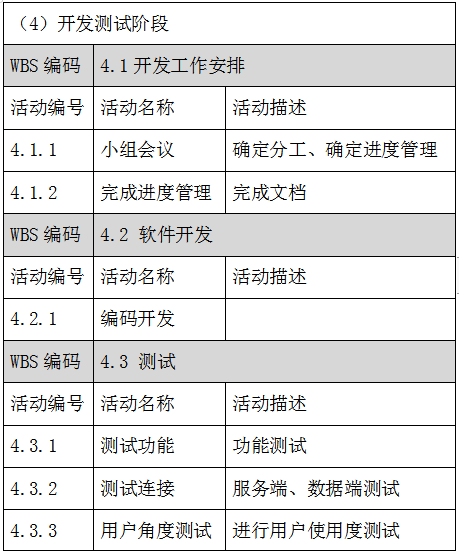 （4）开发测试阶段
WBS 编码 4.1开发工作安排
活动编号 活动名称 活动描述
4.1.1 小组会议 确定分工、确定进度管理
4.1.2 完成进度管理 完成文档
WBS 编码 4.2 软件开发
活动编号 活动名称 活动描述
4.2.1 编码开发
WBS 编码 4.3 测试
活动编号 活动名称 活动描述
4.3.1 测试功能 功能测试
4.3.2 测试连接 服务端、数据端测试
4.3.3 用户角度测试 进行用户使用度测试